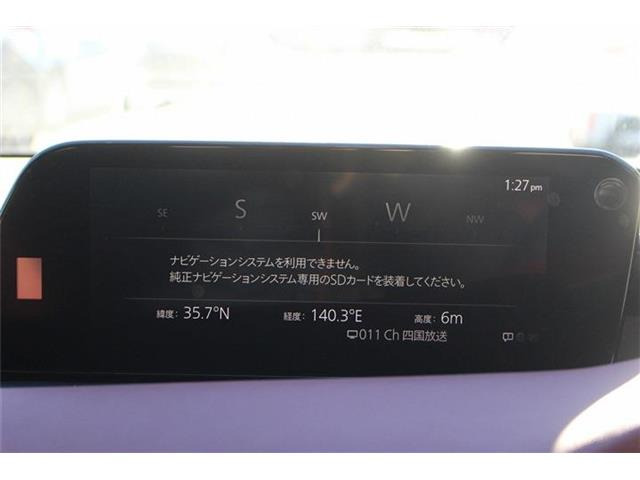 1:27pm
SE S SW W NW
ナビゲーションシステムを利用できません。
純正ナビゲーションシステム専用のSDカードを装着してください。
緯度: 35.7°N 経度: 140.3°E 高度: 6m
011 Ch 四国放送